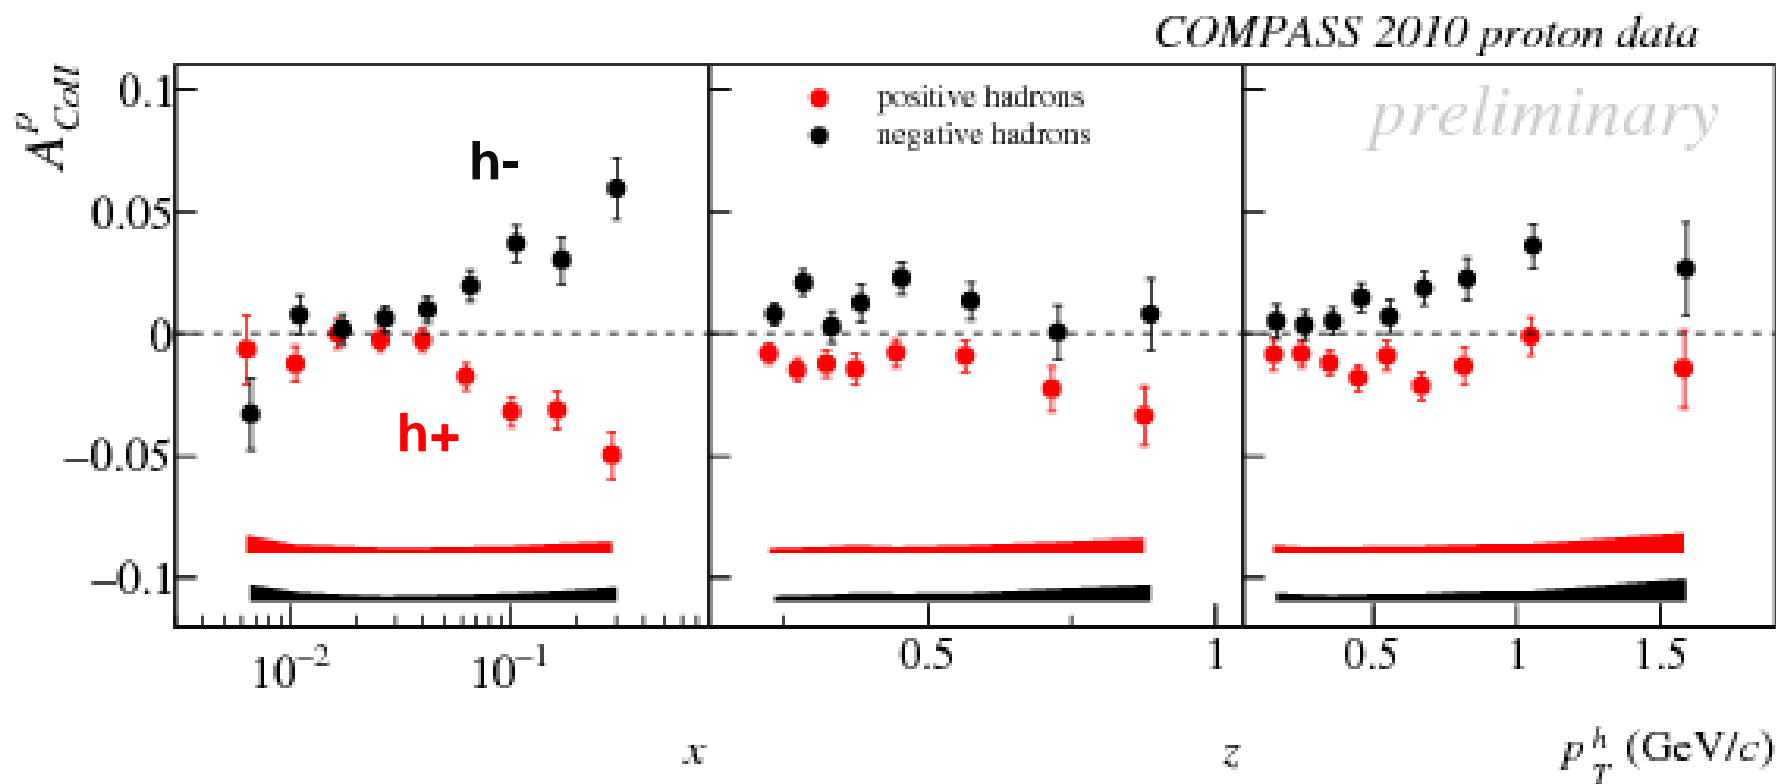 COMPASS 2010 proton data
A^p_Coll
0.1
0.05
0
−0.05
−0.1
h-
h+
positive hadrons
negative hadrons
preliminary
10^−2 10^−1
0.5 1
0.5 1 1.5
x
z
p_T^h (GeV/c)